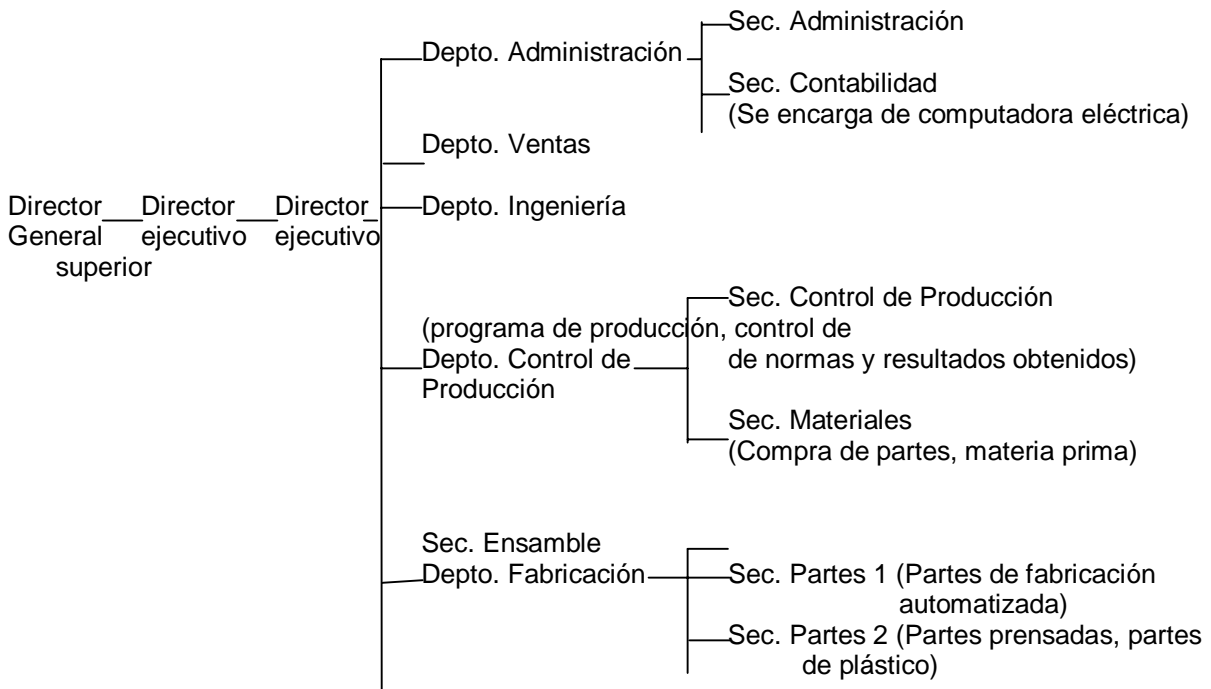 Sec. Administración
Depto. Administración
Sec. Contabilidad
(Se encarga de computadora eléctrica)
Depto. Ventas
Director Director Director Depto. Ingeniería
General ejecutivo ejecutivo
superior
Sec. Control de Producción
(programa de producción, control de
Depto. Control de de normas y resultados obtenidos)
Producción
Sec. Materiales
(Compra de partes, materia prima)
Sec. Ensamble
Depto. Fabricación Sec. Partes 1 (Partes de fabricación
automatizada)
Sec. Partes 2 (Partes prensadas, partes
de plástico)